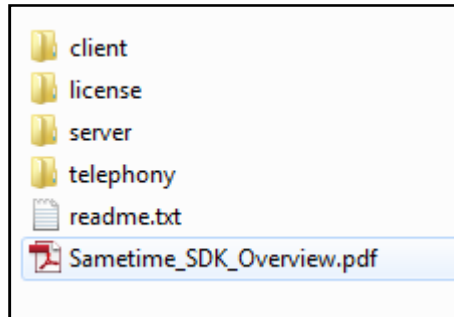 client
license
server
telephony
readme.txt
Sametime_SDK_Overview.pdf